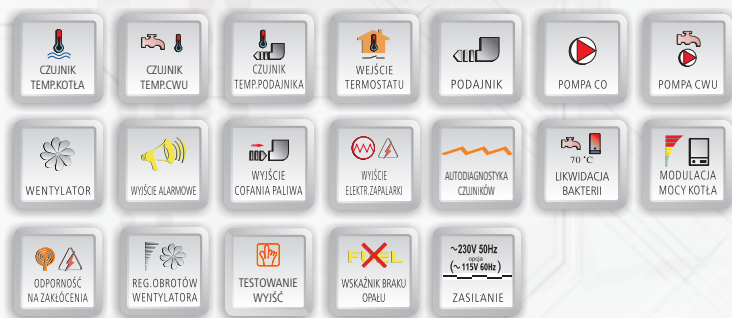 CZUJNIK
TEMP.KOTŁA
CZUJNIK
TEMP.CWU
CZUJNIK
TEMP.PODAJNIKA
WEJŚCIE
TERMOSTATU
PODAJNIK
POMPA CO
POMPA CWU
WENTYLATOR
WYJŚCIE ALARMOWE
WYJŚCIE
COFANIA PALIWA
WYJŚCIE
ELEKTR.ZAPALARKI
AUTODIAGNOSTYKA
CZUJNIKÓW
70 °C
LIKWIDACJA
BAKTERII
MODULACJA
MOCY KOTŁA
ODPORNOŚĆ
NA ZAKŁÓCENIA
REG.OBROTÓW
WENTYLATORA
TESTOWANIE
WYJŚĆ
FUEL
WSKAŹNIK BRAKU
OPAŁU
~230V 50Hz
opcja
(~115V 60Hz)
ZASILANIE